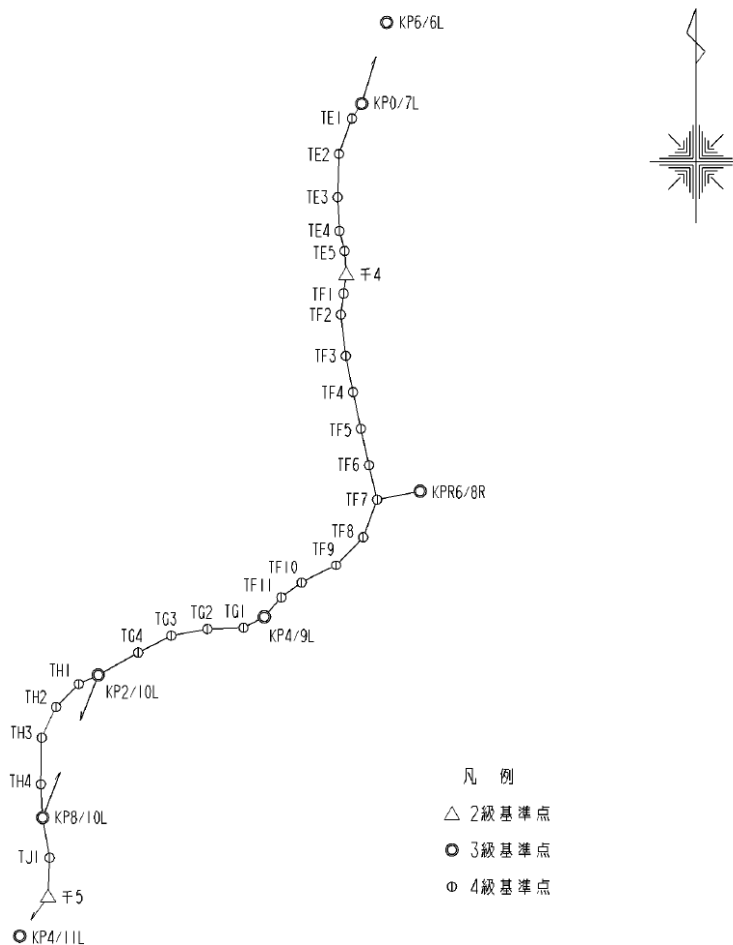 KP6/6L
KP0/7L
TE1
TE2
TE3
TE4
TE5
千4
TF1
TF2
TF3
TF4
TF5
TF6
TF7
KPR6/8R
TF8
TF9
TF10
TF11
KP4/9L
TG1
TG2
TG3
TG4
TH1
KP2/10L
TH2
TH3
TH4
KP8/10L
TJ1
千5
KP4/11L
凡例
2級基準点
3級基準点
4級基準点